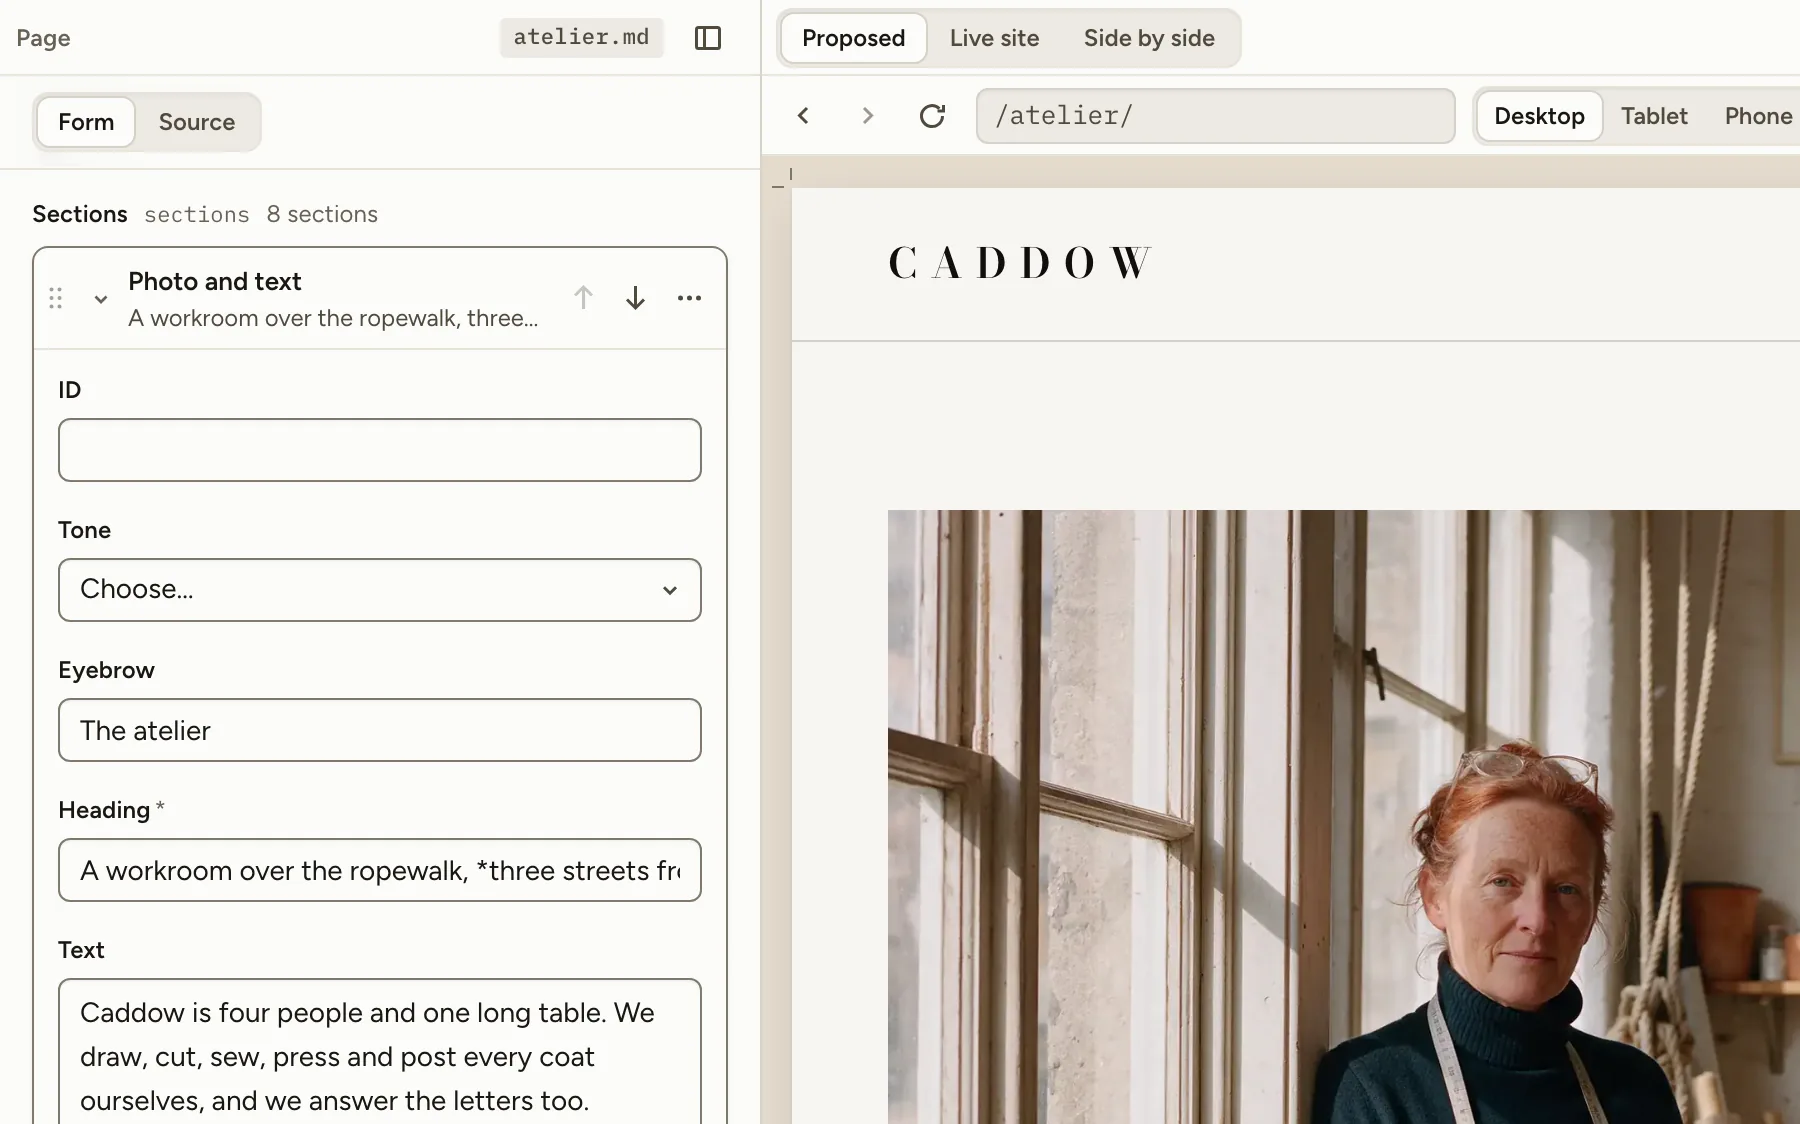 Page
atelier.md
Form
Source
Sections sections 8 sections
Photo and text
A workroom over the ropewalk, three...
ID
Tone
Choose...
Eyebrow
The atelier
Heading *
A workroom over the ropewalk, *three streets
Text
Caddow is four people and one long table. We
draw, cut, sew, press and post every coat
ourselves, and we answer the letters too.
Proposed
Live site
Side by side
/atelier/
Desktop
Tablet
Phone
CADDOW